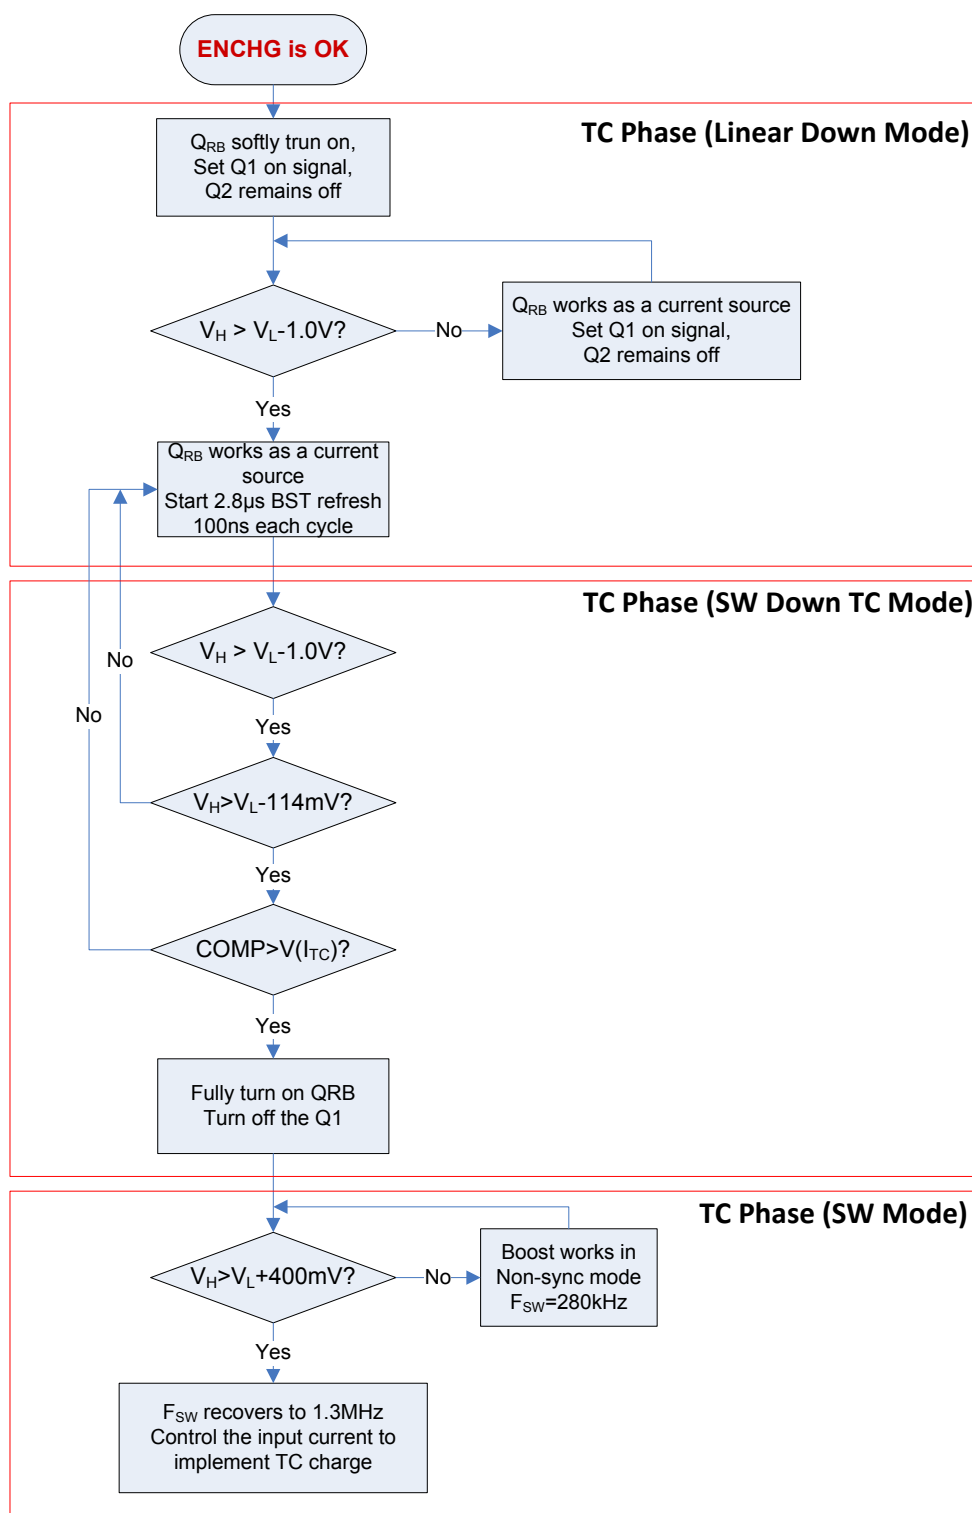 ENCHG is OK
TC Phase (Linear Down Mode)
QRB softly trun on,
Set Q1 on signal,
Q2 remains off
VH > VL-1.0V?
No
QRB works as a current source
Set Q1 on signal,
Q2 remains off
Yes
QRB works as a current
source
Start 2.8µs BST refresh
100ns each cycle
TC Phase (SW Down TC Mode)
VH > VL-1.0V?
No
No
Yes
VH>VL-114mV?
Yes
COMP>V(ITC)?
Yes
Fully turn on QRB
Turn off the Q1
TC Phase (SW Mode)
VH>VL+400mV?
No
Boost works in
Non-sync mode
FSW=280kHz
Yes
FSW recovers to 1.3MHz
Control the input current to
implement TC charge